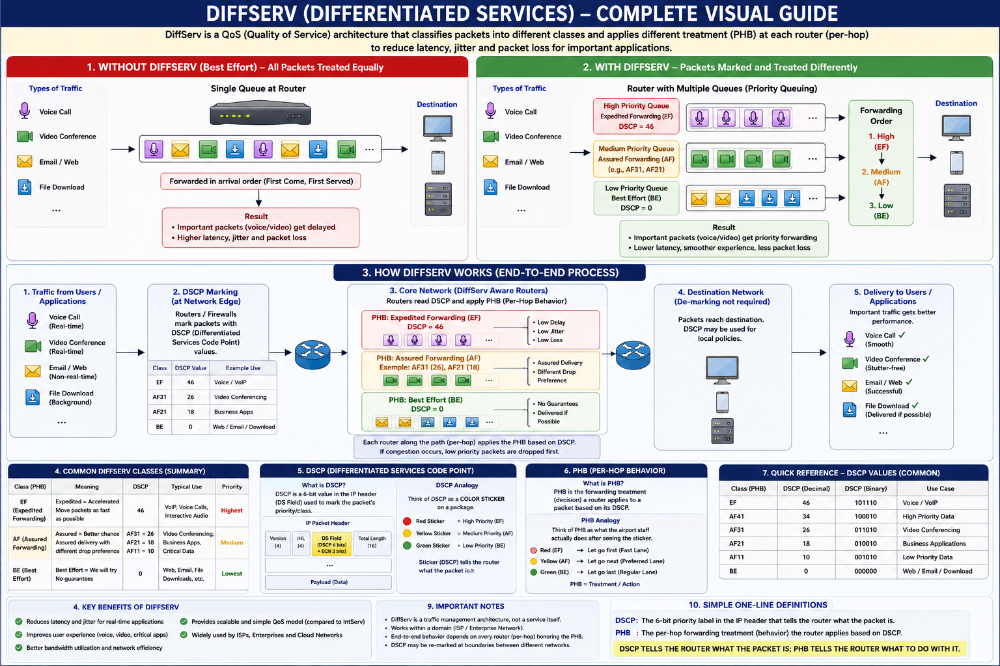 DIFFSERV (DIFFERENTIATED SERVICES) – COMPLETE VISUAL GUIDE
DiffServ is a QoS (Quality of Service) architecture that classifies packets into different classes and applies different treatment (PHB) at each router (per-hop)
to reduce latency, jitter and packet loss for important applications.
1. WITHOUT DIFFSERV (Best Effort) – All Packets Treated Equally
Types of Traffic
Voice Call
Video Conference
Email / Web
File Download
...
Single Queue at Router
...
Forwarded in arrival order (First Come, First Served)
Result
• Important packets (voice/video) get delayed
• Higher latency, jitter and packet loss
Destination
2. WITH DIFFSERV – Packets Marked and Treated Differently
Types of Traffic
Voice Call
Video Conference
Email / Web
File Download
...
Router with Multiple Queues (Priority Queuing)
High Priority Queue
Expedited Forwarding (EF)
DSCP = 46
...
Medium Priority Queue
Assured Forwarding (AF)
(e.g., AF31, AF21)
...
Low Priority Queue
Best Effort (BE)
DSCP = 0
...
Forwarding
Order
1. High
(EF)
2. Medium
(AF)
3. Low
(BE)
Destination
Result
• Important packets (voice/video) get priority forwarding
• Lower latency, smoother experience, less packet loss
3. HOW DIFFSERV WORKS (END-TO-END PROCESS)
1. Traffic from Users /
Applications
Voice Call
(Real-time)
Video Conference
(Real-time)
Email / Web
(Non-real-time)
File Download
(Background)
...
2. DSCP Marking
(at Network Edge)
Routers / Firewalls
mark packets with
DSCP (Differentiated
Services Code Point)
values.
Class DSCP Value Example Use
EF 46 Voice / VoIP
AF31 26 Video Conferencing
AF21 18 Business Apps
BE 0 Web / Email / Download
3. Core Network (DiffServ Aware Routers)
Routers read DSCP and apply PHB (Per-Hop Behavior)
PHB: Expedited Forwarding (EF)
DSCP = 46
...
• Low Delay
• Low Jitter
• Low Loss
PHB: Assured Forwarding (AF)
Exemple: AF31 (26), AF21 (18)
...
• Assured Delivery
• Different Drop
Preference
PHB: Best Effort (BE)
DSCP = 0
...
• No Guarantees
• Delivered if
Possible
Each router along the path (per-hop) applies the PHB based on DSCP.
If congestion occurs, low priority packets are dropped first.
4. Destination Network
(De-marking not required)
Packets reach destination.
DSCP may be used for
local policies.
5. Delivery to Users /
Applications
Important traffic gets better
performance.
Voice Call ✓
(Smooth)
Video Conference ✓
(Stutter-free)
Email / Web ✓
(Successful)
File Download ✓
(Delivered if possible)
...
4. COMMON DIFFSERV CLASSES (SUMMARY)
Class (PHB) Meaning DSCP Typical Use Priority
EF
(Expedited
Forwarding)
Expedited = Accelerated
Move packets as fast
as possible
46
VoIP, Voice Calls,
Interactive Audio
Highest
AF (Assured
Forwarding)
Assured = Better chance
Assured delivery with
different drop preference
AF31 = 26
AF21 = 18
AF11 = 10
Video Conferencing,
Business Apps,
Critical Data
Medium
BE (Best
Effort)
Best Effort = We will try
No guarantees
0
Web, Email, File
Downloads, etc.
Lowest
5. DSCP (DIFFERENTIATED SERVICES CODE POINT)
What is DSCP?
DSCP is a 6-bit value in the IP header
(DS Field) used to mark the packet's
priority/class.
IP Packet Header
Version
(4)
IHL
(4)
DS Field
(DSCP 6 bits)
+ ECN 2 bits)
Total Length
(16)
...
Payload (Data)
DSCP Analogy
Think of DSCP as a COLOR STICKER
on a package.
Red Sticker = High Priority (EF)
Yellow Sticker = Medium Priority (AF)
Green Sticker = Low Priority (BE)
Sticker (DSCP) tells the router
what the packet
6. PHB (PER-HOP BEHAVIOR)
What is PHB?
PHB is the forwarding treatment
(decision) a router applies to a
packet based on its DSCP.
PHB Analogy
Think of PHB as what the airport staff
actually does after seeing the sticker.
Red (EF) → Let go first (Fast Lane)
Yellow (AF) → Let go next (Preferred Lane)
Green (BE) → Let go last (Regular Lane)
PHB = Treatment / Action
7. QUICK REFERENCE – DSCP VALUES (COMMON)
Class (PHB) DSCP (Decimal) DSCP (Binary) Use Case
EF 46 101110 Voice / VoIP
AF41 34 100010 High Priority Data
AF31 26 011010 Video Conferencing
AF21 18 010010 Business Applications
AF11 10 001010 Low Priority Data
BE 0 000000 Web / Email / Download
4. KEY BENEFITS OF DIFFSERV
Reduces latency and jitter for real-time applications
Improves user experience (voice, video, critical apps)
Better bandwidth utilization and network efficiency
Provides scalable and simple QoS model (compared to IntServ)
Widely used by ISPs, Enterprises and Cloud Networks
9. IMPORTANT NOTES
• DiffServ is a traffic management architecture, not a service itself.
• Works within a domain (ISP / Enterprise Network).
• End-to-end behavior depends on every router (per-hop) honoring the PHB.
• DSCP may be re-marked at boundaries between different networks.
10. SIMPLE ONE-LINE DEFINITIONS
DSCP : The 6-bit priority label in the IP header that tells the router what the packet is.
PHB : The per-hop forwarding treatment (behavior) the router applies based on DSCP.
DSCP TELLS THE ROUTER WHAT THE PACKET IS; PHB TELLS THE ROUTER WHAT TO DO WITH IT.